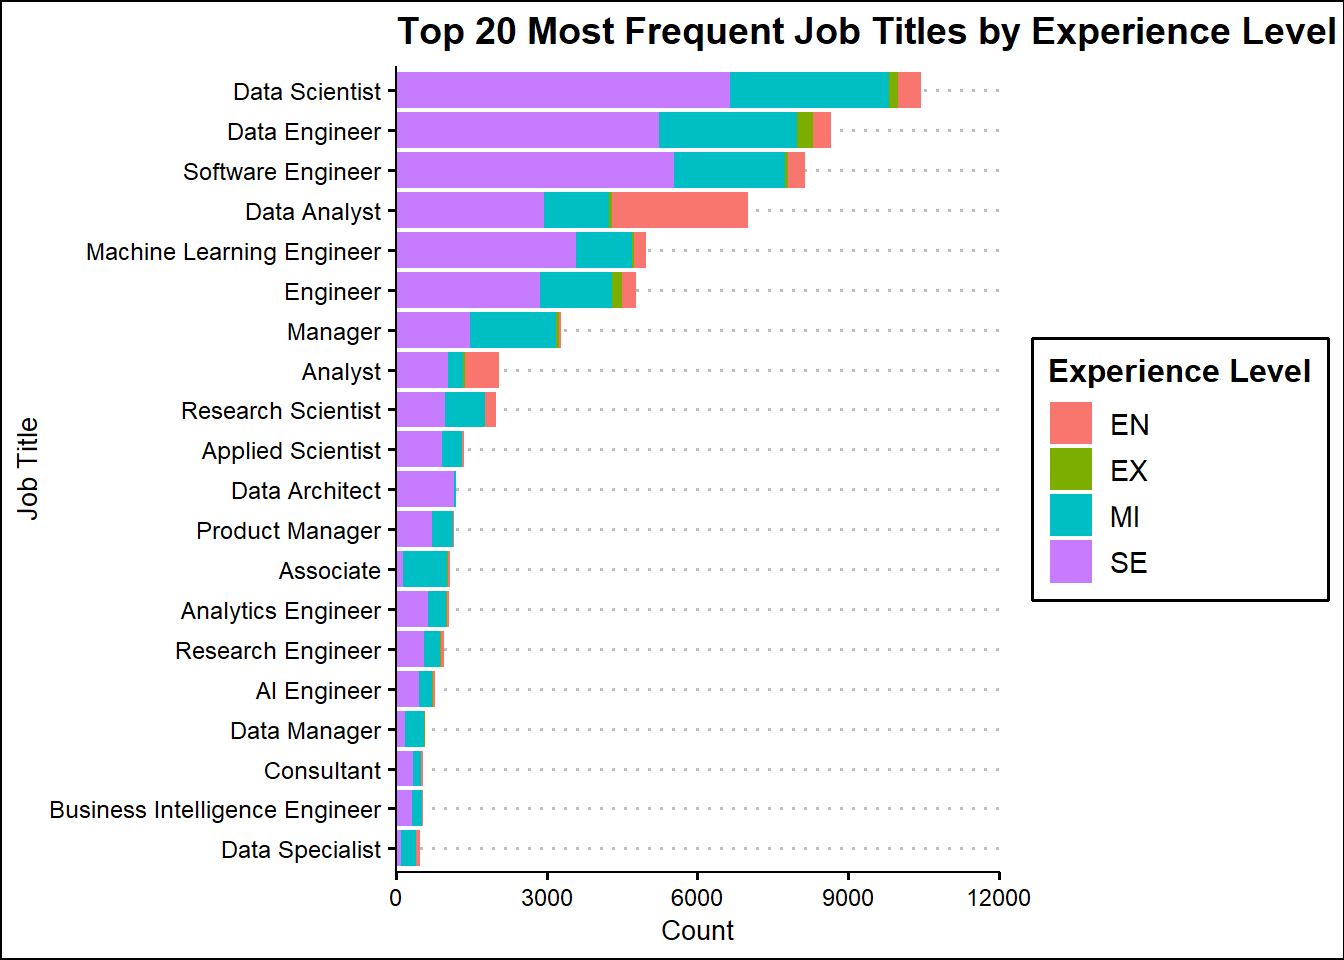 Top 20 Most Frequent Job Titles by Experience Level
Data Scientist
Data Engineer
Software Engineer
Data Analyst
Machine Learning Engineer
Engineer
Manager
Analyst
Research Scientist
Applied Scientist
Data Architect
Product Manager
Associate
Analytics Engineer
Research Engineer
AI Engineer
Data Manager
Consultant
Business Intelligence Engineer
Data Specialist
Job Title
0 3000 6000 9000 12000
Count
Experience Level
EN
EX
MI
SE